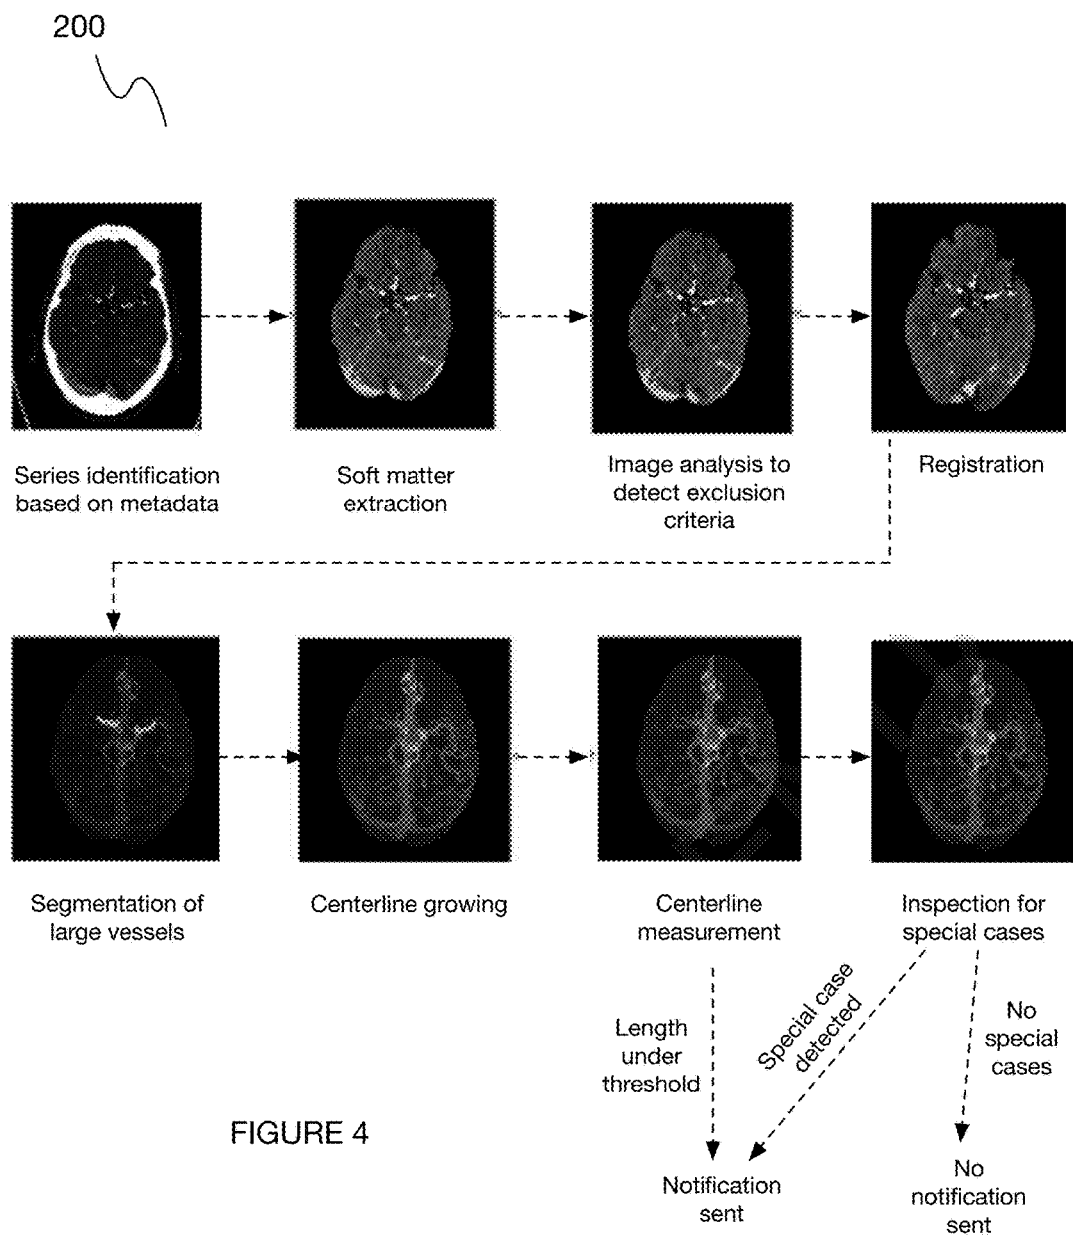 200
Series identification
based on metadata
Soft matter
extraction
Image analysis to
detect exclusion
criteria
Registration
Segmentation of
large vessels
Centerline growing
Centerline
measurement
Inspection for
special cases
Length
under
threshold
Special case
detected
No
special
cases
FIGURE 4
Notification
sent
No
notification
sent